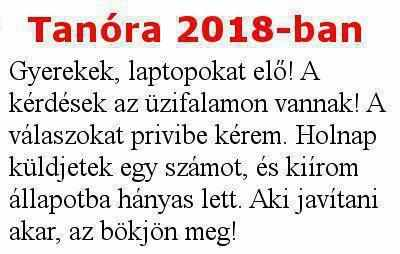 Tanóra 2018-ban
Gyerekek, laptopokat elő! A
kérdések az üzifalamon vannak! A
válaszokat privibe kérem. Holnap
küldjetek egy számot, és kiírom
állapotba hányas lett. Aki javítani
akar, az bökjön meg!